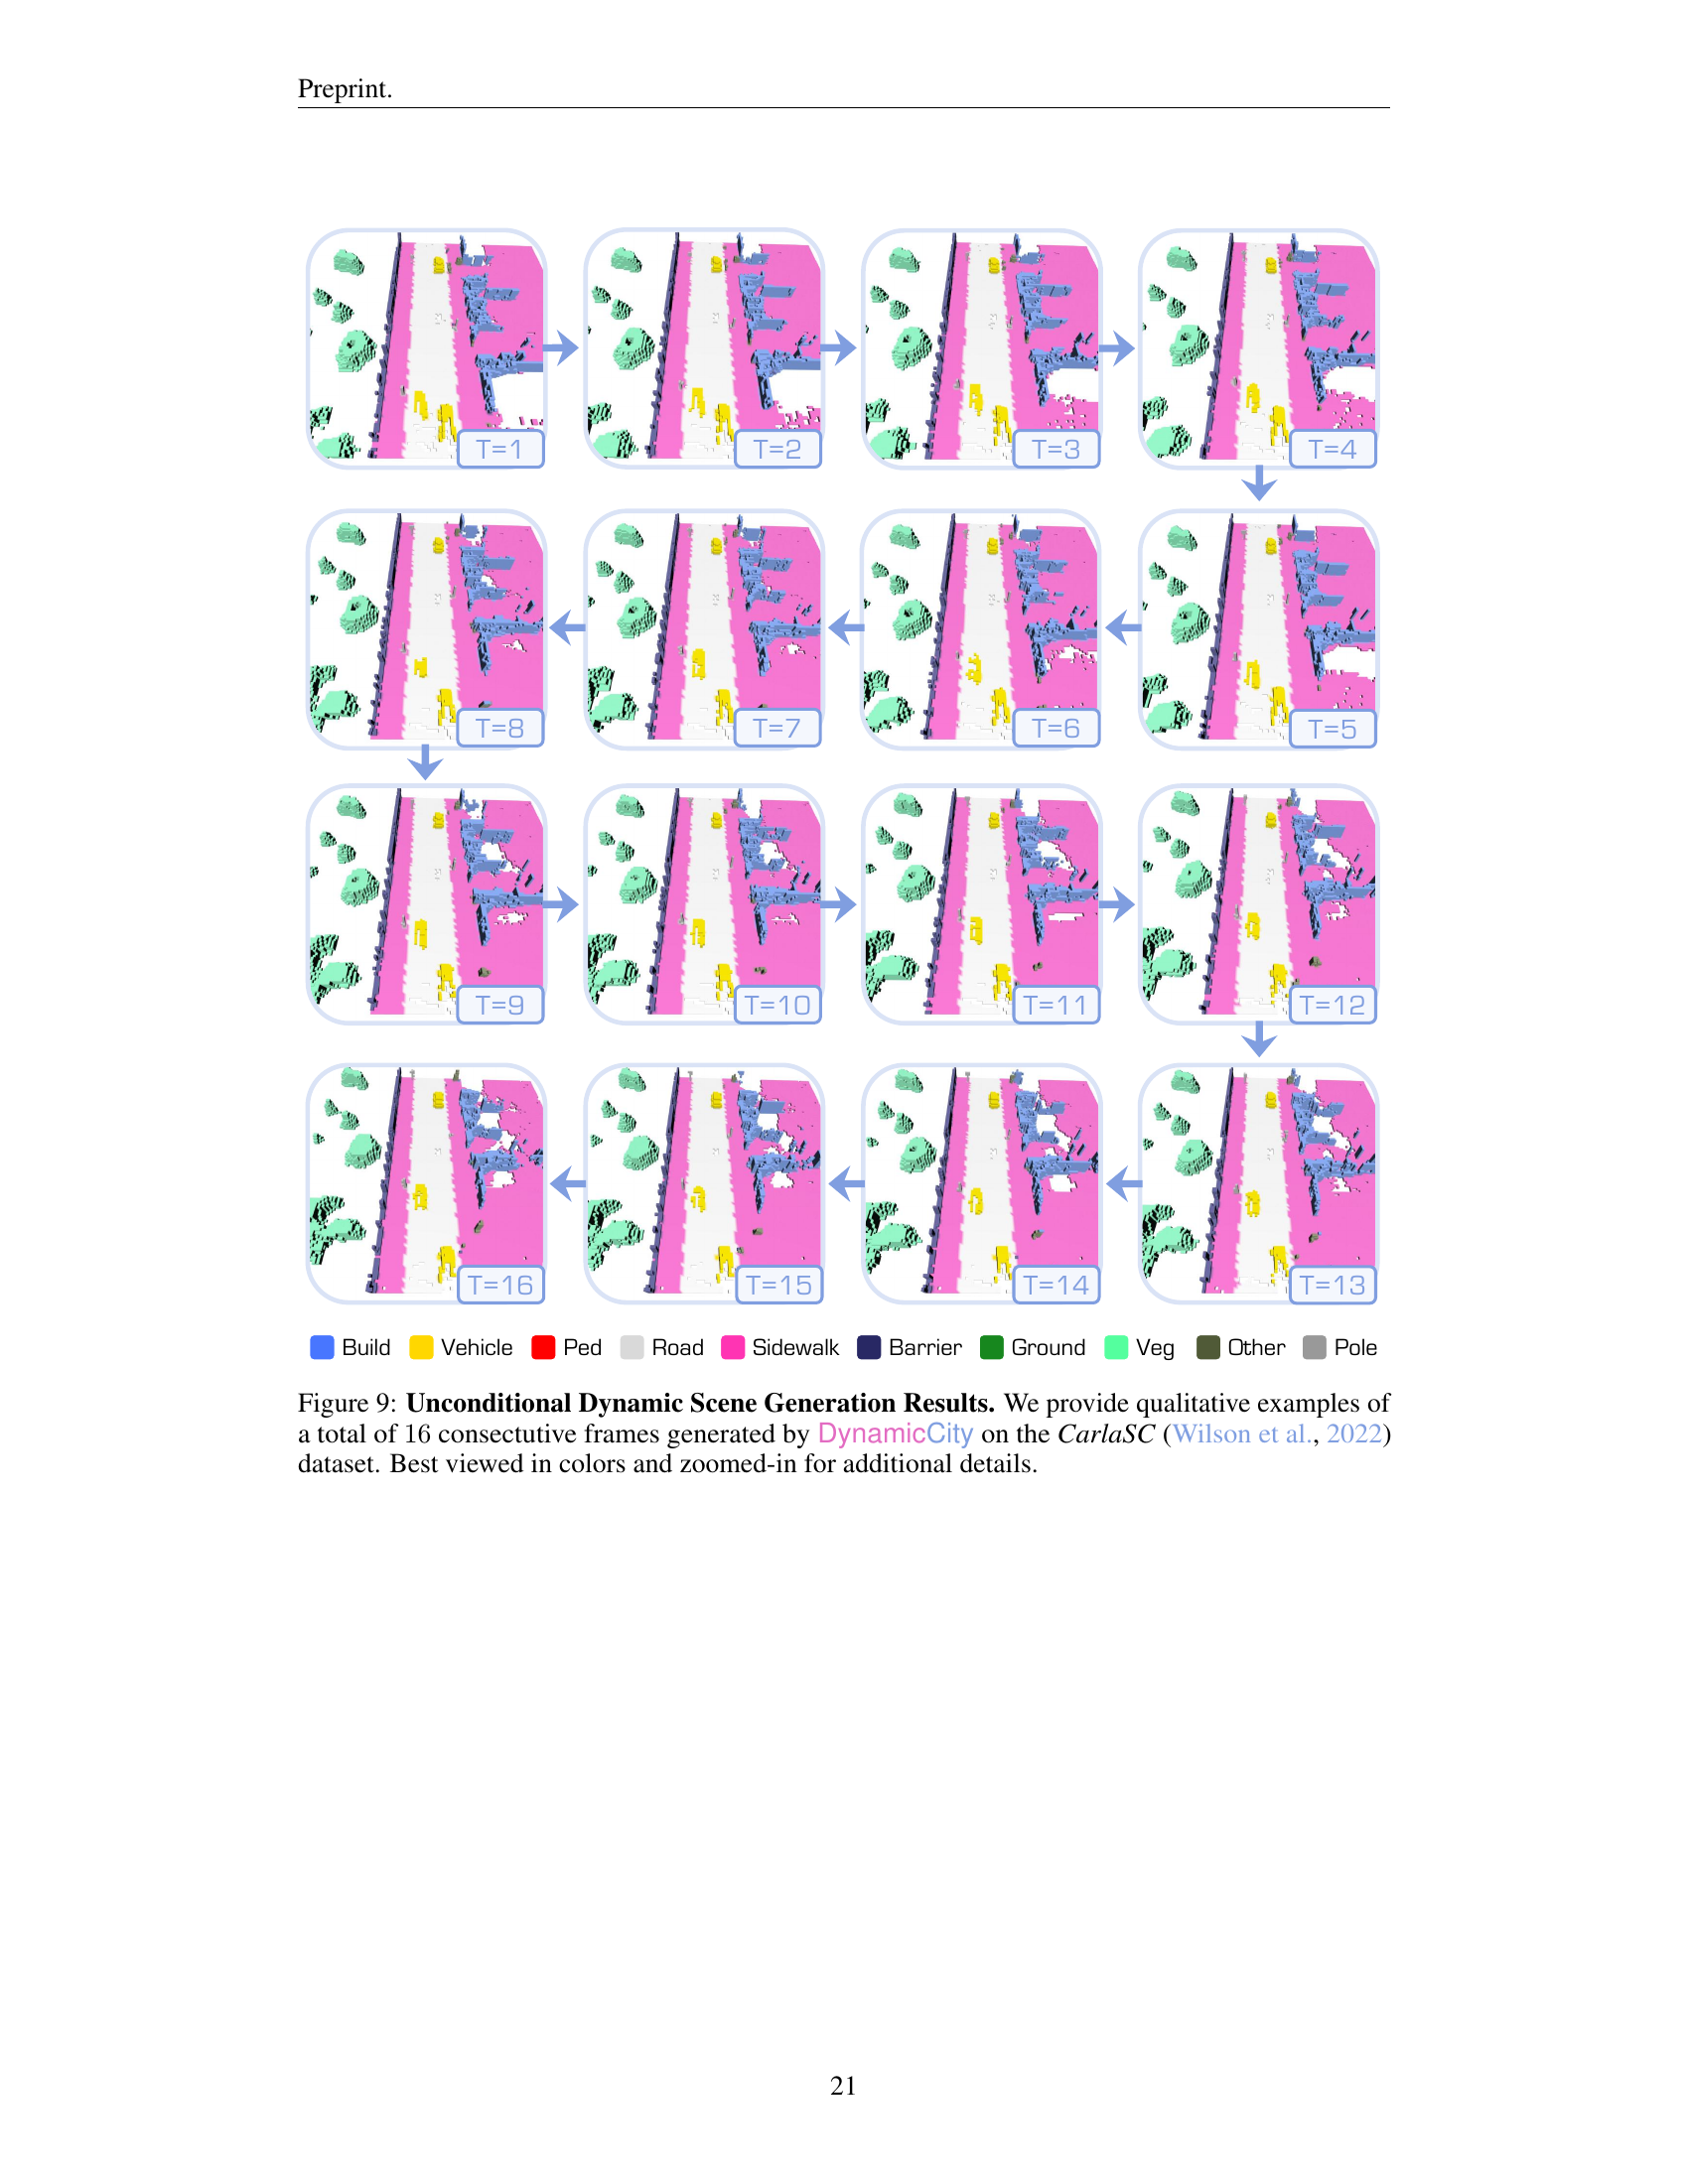 Preprint.
T=1
T=2
T=3
T=4
T=8
T=7
T=6
T=5
T=9
T=10
T=11
T=12
T=16
T=15
T=14
T=13
Build Vehicle Ped Road Sidewalk Barrier Ground Veg Other Pole
Figure 9: Unconditional Dynamic Scene Generation Results. We provide qualitative examples of
a total of 16 consectutive frames generated by DynamicCity on the CarlaSC (Wilson et al., 2022)
dataset. Best viewed in colors and zoomed-in for additional details.
21